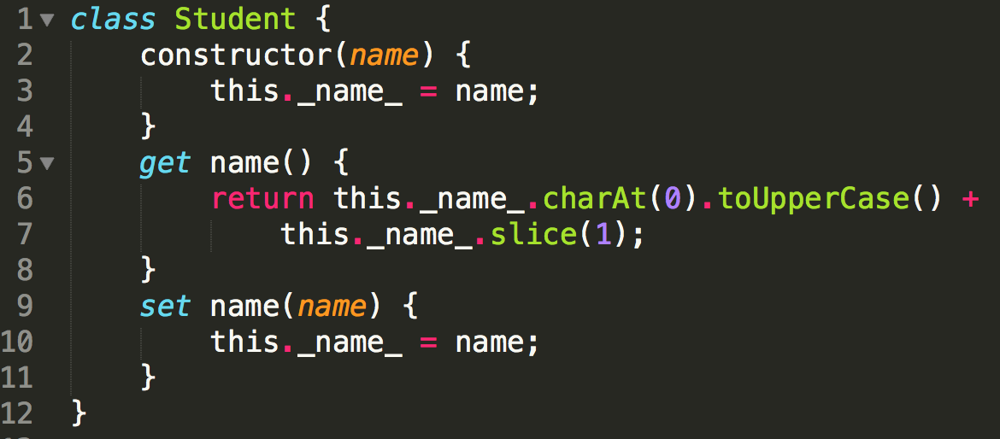 1 class Student {
2     constructor(name) {
3         this._name_ = name;
4     }
5     get name() {
6         return this._name_.charAt(0).toUpperCase() +
7             this._name_.slice(1);
8     }
9     set name(name) {
10         this._name_ = name;
11     }
12 }